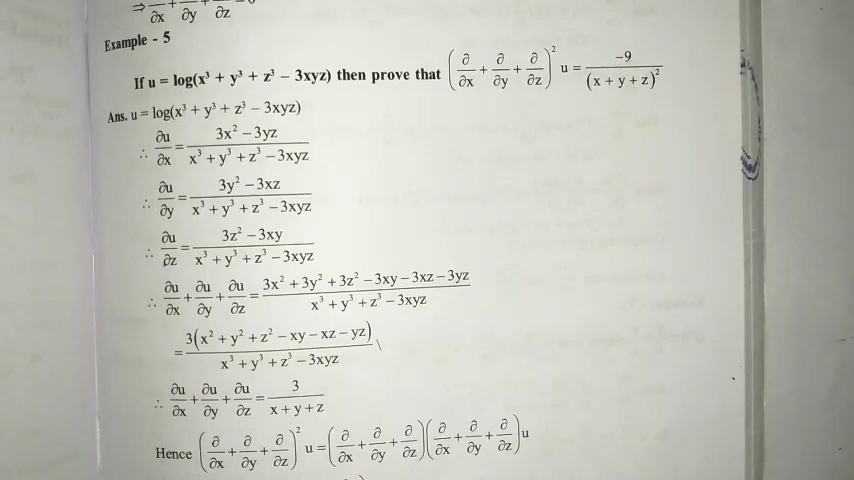 ⇒ ∂x + ∂y + ∂z = 0
Example - 5
If u = log(x³ + y³ + z³ − 3xyz) then prove that (∂/∂x + ∂/∂y + ∂/∂z)² u = −9/(x + y + z)²
Ans. u = log(x³ + y³ + z³ − 3xyz)
∴ ∂u/∂x = (3x² − 3yz)/(x³ + y³ + z³ − 3xyz)
∴ ∂u/∂y = (3y² − 3xz)/(x³ + y³ + z³ − 3xyz)
∴ ∂u/∂z = (3z² − 3xy)/(x³ + y³ + z³ − 3xyz)
∴ ∂u/∂x + ∂u/∂y + ∂u/∂z = (3x² + 3y² + 3z² − 3xy − 3xz − 3yz)/(x³ + y³ + z³ − 3xyz)
= 3(x² + y² + z² − xy − xz − yz)/(x³ + y³ + z³ − 3xyz)
∴ ∂u/∂x + ∂u/∂y + ∂u/∂z = 3/(x + y + z)
Hence (∂/∂x + ∂/∂y + ∂/∂z)² u = (∂/∂x + ∂/∂y + ∂/∂z)(∂/∂x + ∂/∂y + ∂/∂z)u